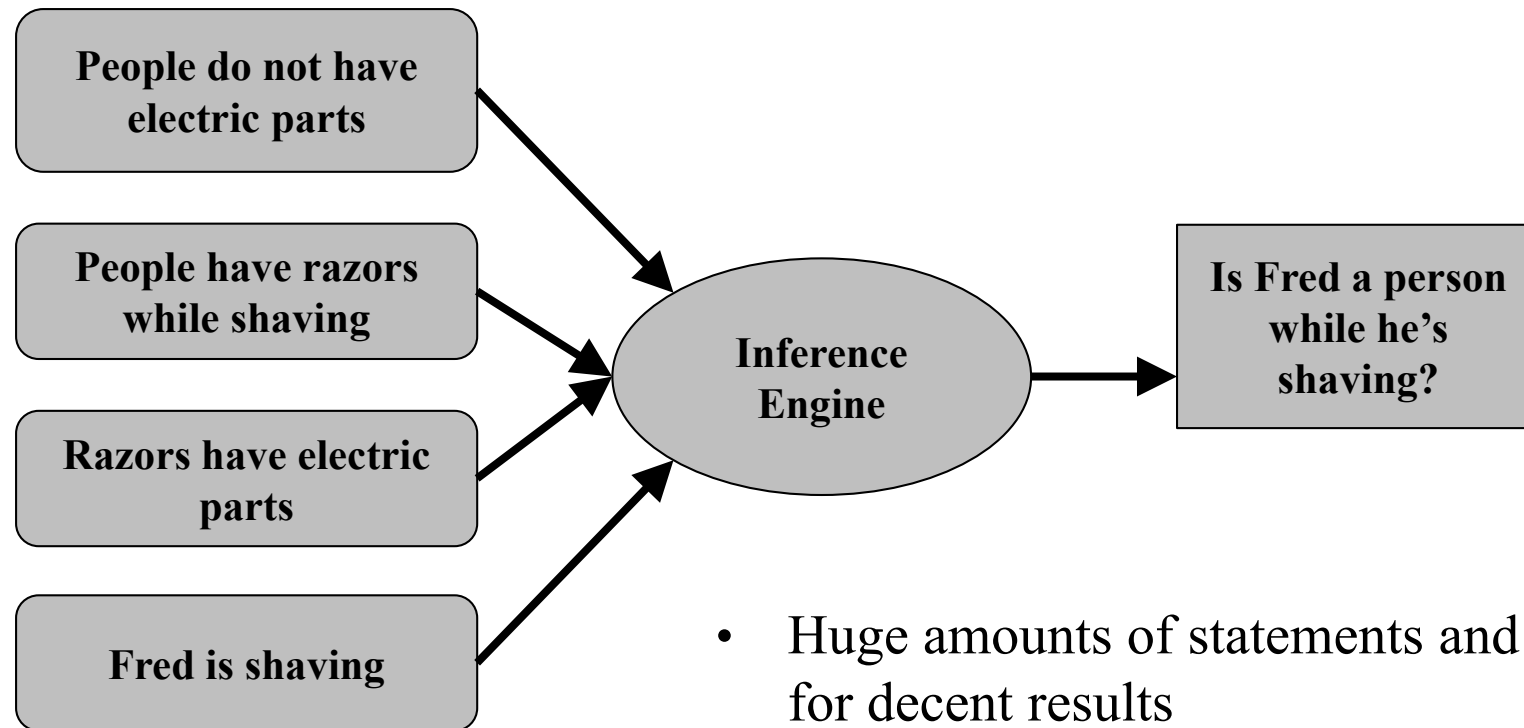 People do not have
electric parts
People have razors
while shaving
Razors have electric
parts
Fred is shaving
Inference
Engine
Is Fred a person
while he's
shaving?
• Huge amounts of statements and
for decent results